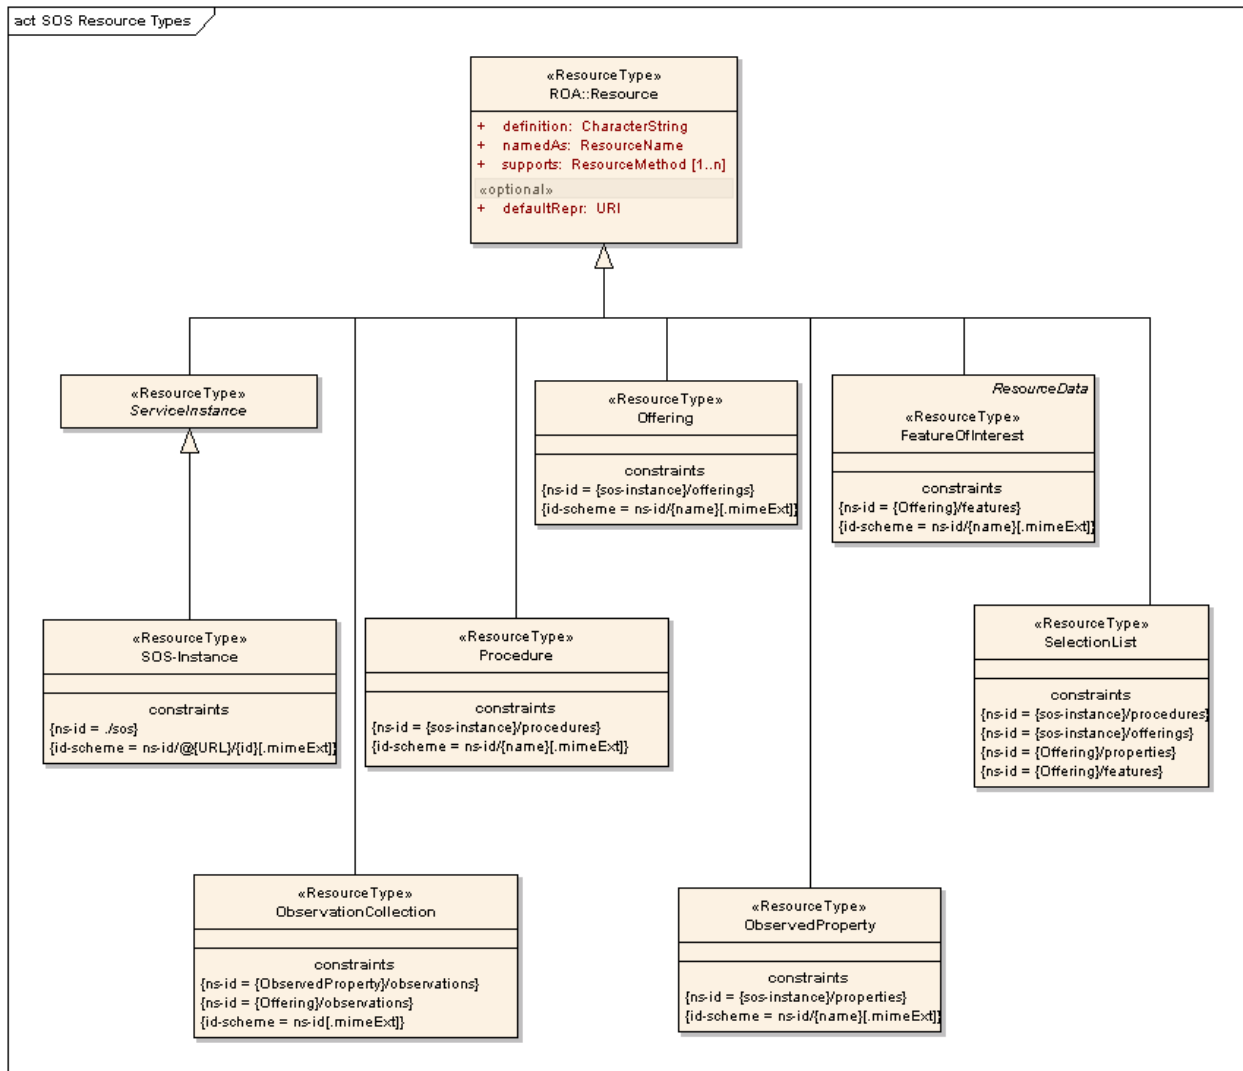 act SOS Resource Types
«ResourceType»
ROA::Resource
+ definition: CharacterString
+ namedAs: ResourceName
+ supports: ResourceMethod [1..n]
«optional»
+ defaultRepr: URI
«ResourceType»
ServiceInstance
«ResourceType»
Offering
constraints
{ns-id = {sos-instance}/offerings}
{id-scheme = ns-id/{name}[.mimeExt]}
ResourceData
«ResourceType»
FeatureOfInterest
constraints
{ns-id = {Offering}/features}
{id-scheme = ns-id/{name}[.mimeExt]}
«ResourceType»
SOS-Instance
constraints
{ns-id = ./sos}
{id-scheme = ns-id/@{URL}/{id}[.mimeExt]}
«ResourceType»
Procedure
constraints
{ns-id = {sos-instance}/procedures}
{id-scheme = ns-id/{name}[.mimeExt]}
«ResourceType»
SelectionList
constraints
{ns-id = {sos-instance}/procedures}
{ns-id = {sos-instance}/offerings}
{ns-id = {Offering}/properties}
{ns-id = {Offering}/features}
«ResourceType»
ObservationCollection
constraints
{ns-id = {ObservedProperty}/observations}
{ns-id = {Offering}/observations}
{id-scheme = ns-id[.mimeExt]}
«ResourceType»
ObservedProperty
constraints
{ns-id = {sos-instance}/properties}
{id-scheme = ns-id/{name}[.mimeExt]}